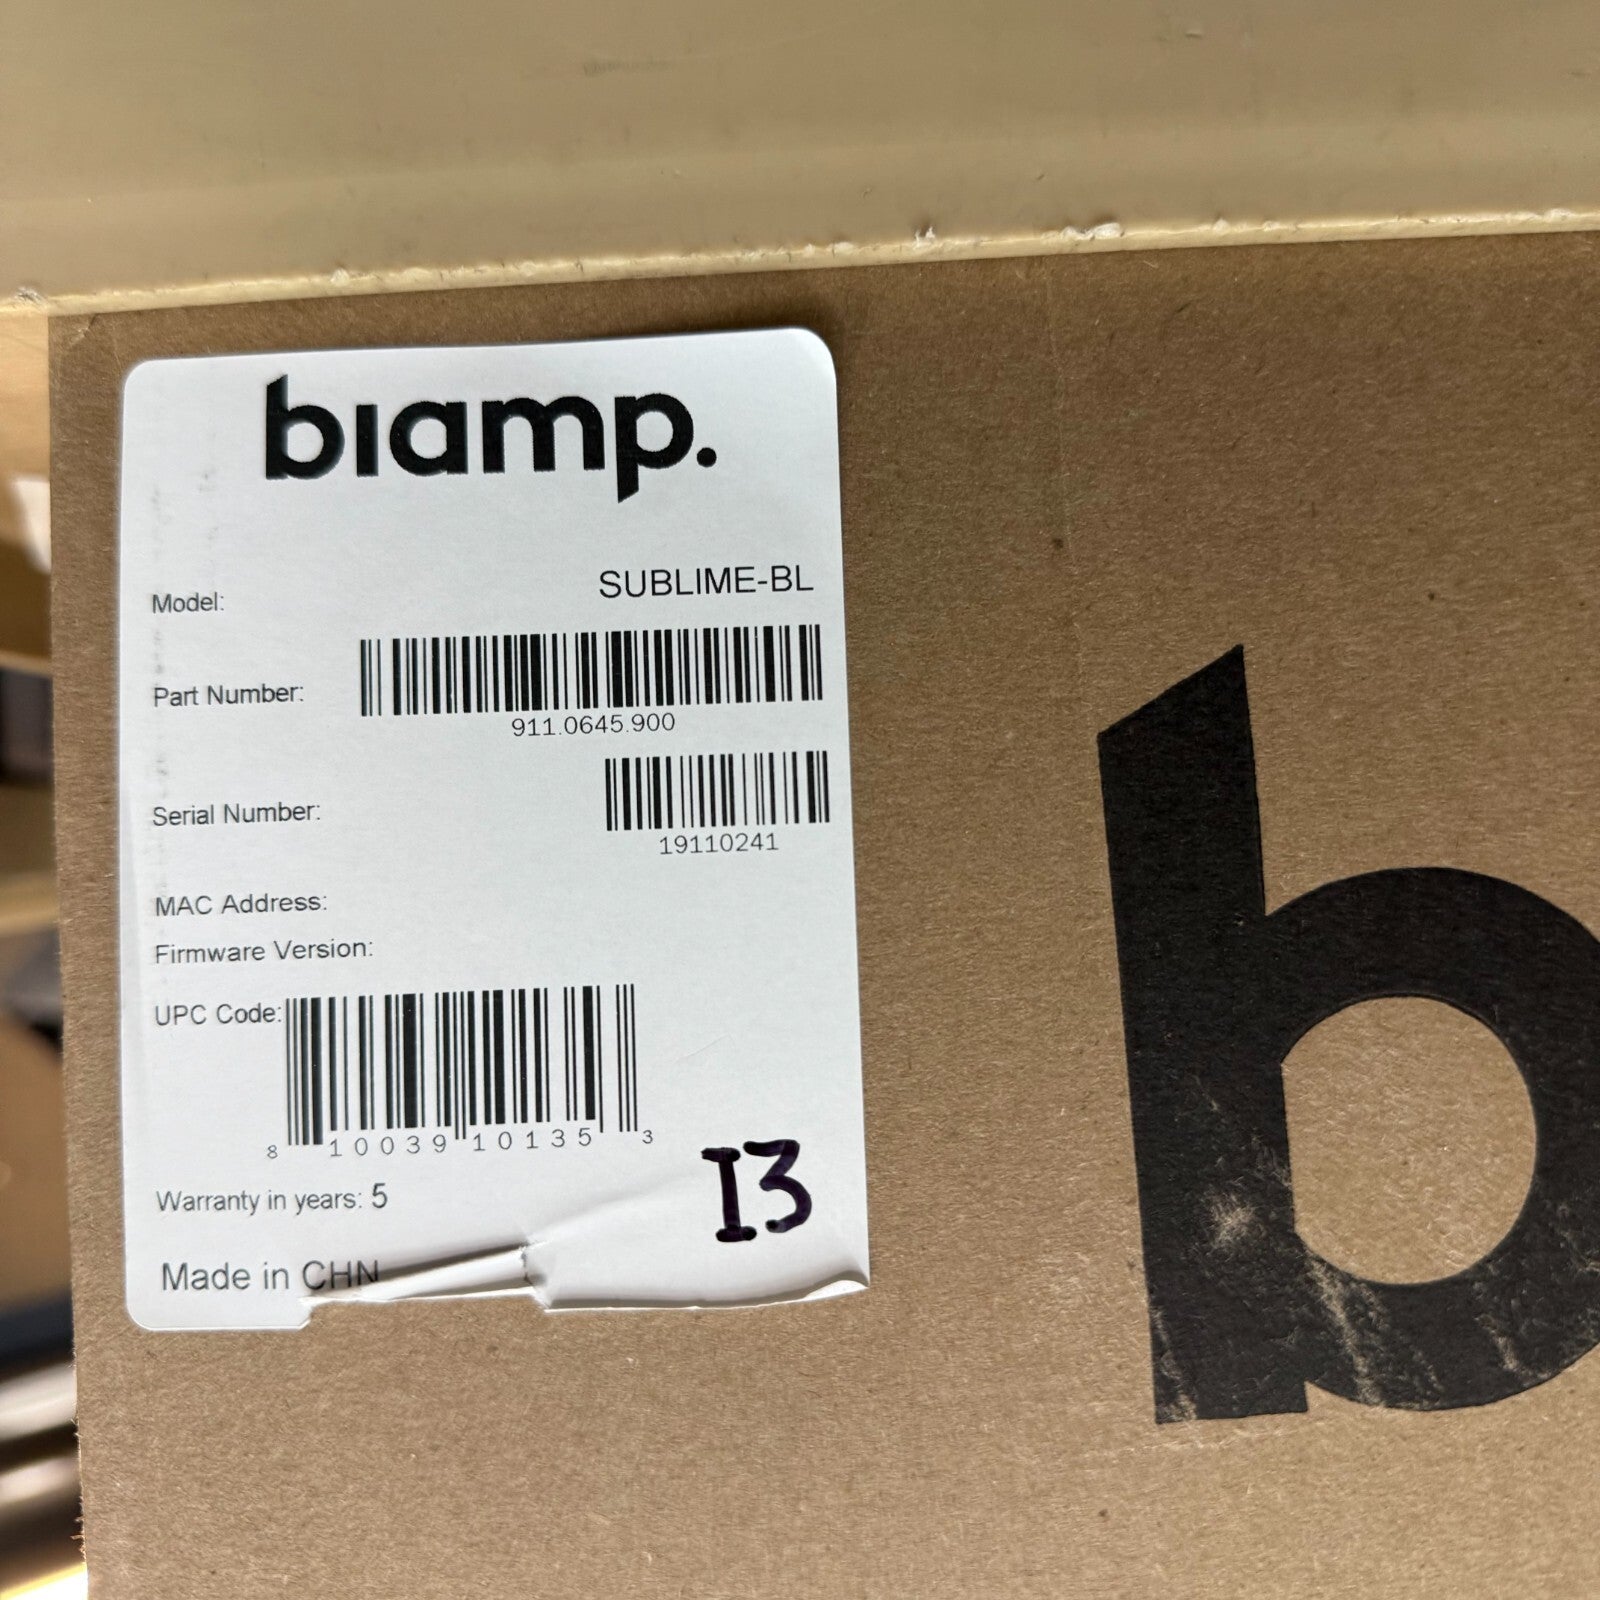 biamp.
Model: SUBLIME-BL
Part Number:
911.0645.900
Serial Number:
19110241
MAC Address:
Firmware Version:
UPC Code:
8 10039 10135 3
I3
Warranty in years: 5
Made in CHN
b